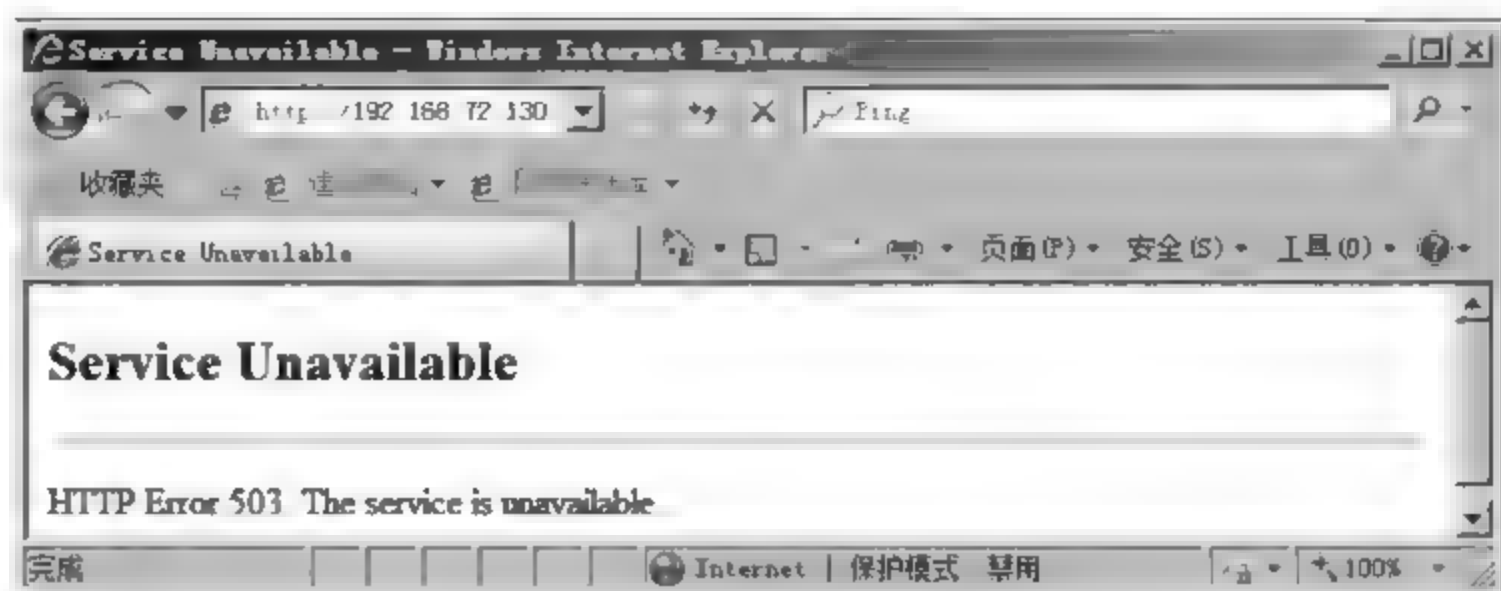 Service Unavailable - Windows Internet Explorer
192 168 72 130 Bing
收藏夹
Service Unavailable 页面(P) 安全(S) 工具(O)
Service Unavailable
HTTP Error 503 The service is unavailable
完成 Internet | 保护模式 禁用 100%